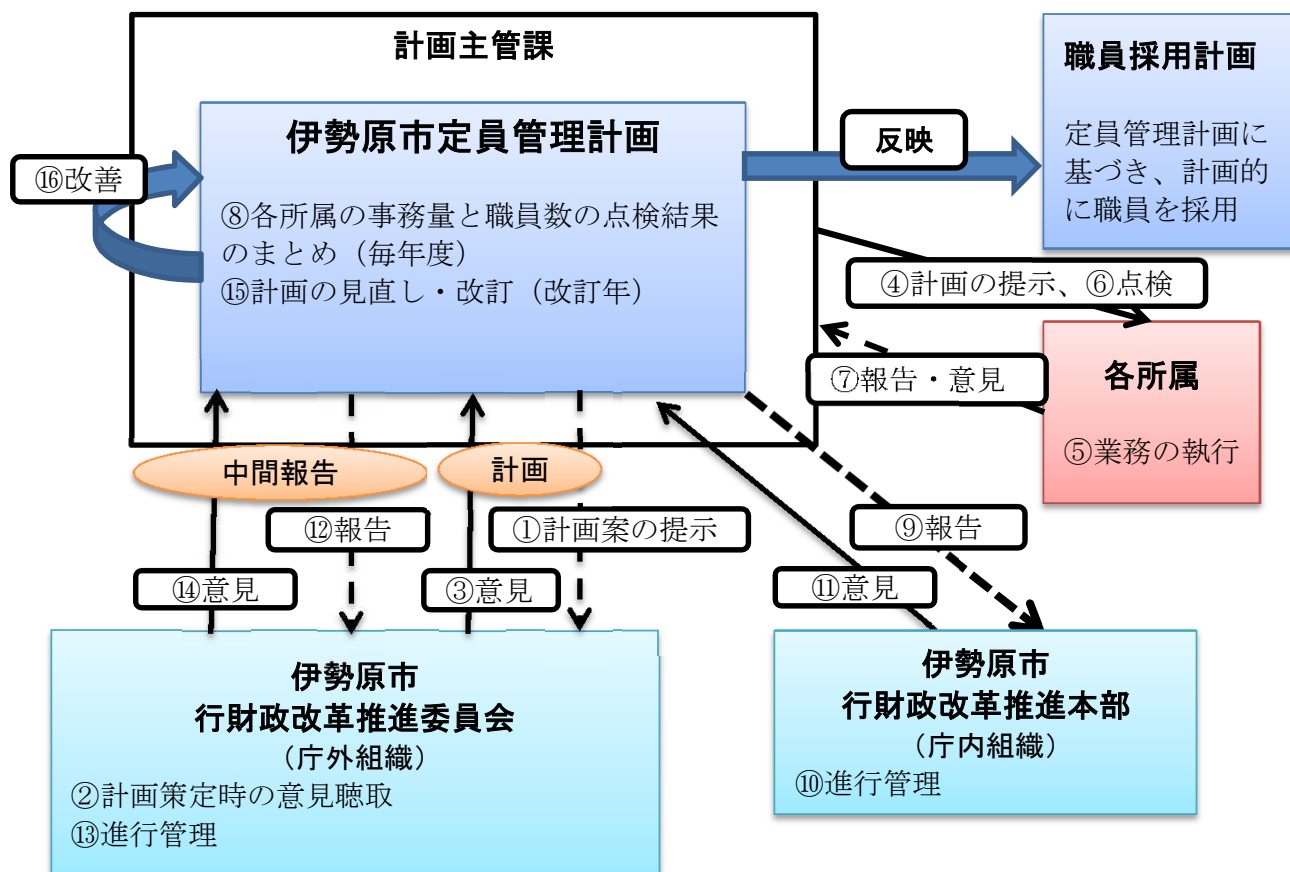 計画主管課
伊勢原市定員管理計画
⑧各所属の事務量と職員数の点検結果
のまとめ（毎年度）
⑮計画の見直し・改訂（改訂年）
⑯改善
反映
職員採用計画
定員管理計画に
基づき、計画的
に職員を採用
④計画の提示、⑥点検
⑦報告・意見
各所属
⑤業務の執行
中間報告
計画
⑫報告
①計画案の提示
⑨報告
⑭意見
③意見
⑪意見
伊勢原市
行財政改革推進委員会
（庁外組織）
②計画策定時の意見聴取
⑬進行管理
伊勢原市
行財政改革推進本部
（庁内組織）
⑩進行管理